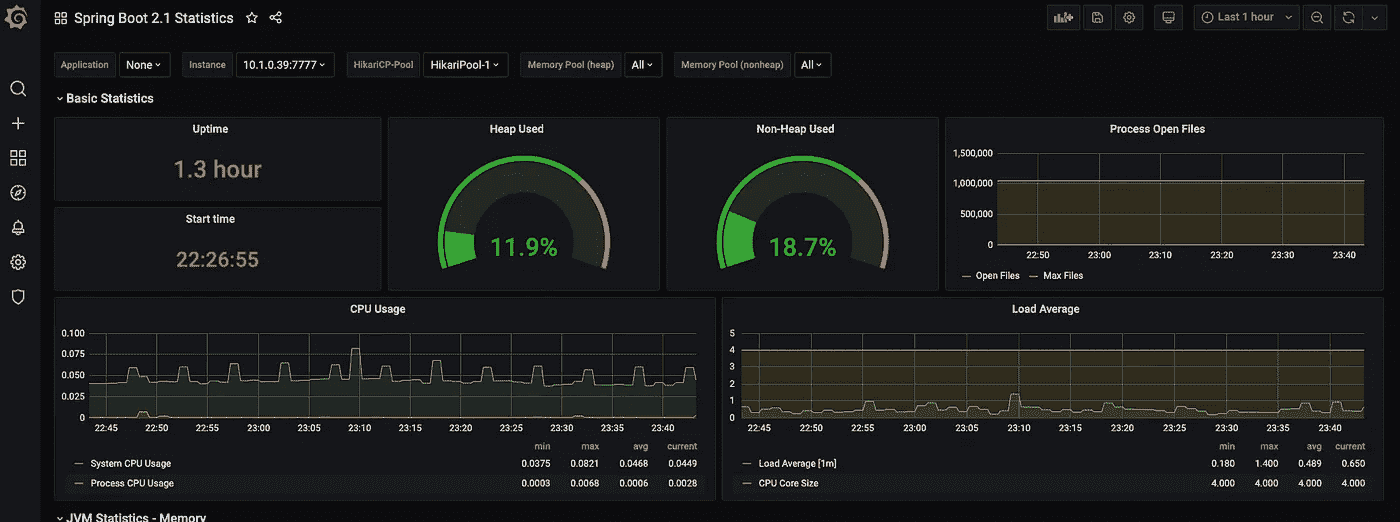 Spring Boot 2.1 Statistics
Last 1 hour
Application None Instance 10.1.0.39:7777 HikariCP-Pool HikariPool-1 Memory Pool (heap) All Memory Pool (nonheap) All
Basic Statistics
Uptime
1.3 hour
Start time
22:26:55
Heap Used
11.9%
Non-Heap Used
18.7%
Process Open Files
1,500,000
1,000,000
500,000
0
22:50 23:00 23:10 23:20 23:30 23:40
Open Files Max Files
CPU Usage
0.100
0.075
0.050
0.025
0
22:45 22:50 22:55 23:00 23:05 23:10 23:15 23:20 23:25 23:30 23:35 23:40
min max avg current
System CPU Usage 0.0375 0.0821 0.0468 0.0449
Process CPU Usage 0.0003 0.0068 0.0006 0.0028
Load Average
5
4
3
2
1
0
22:45 22:50 22:55 23:00 23:05 23:10 23:15 23:20 23:25 23:30 23:35 23:40
min max avg current
Load Average [1m] 0.180 1.400 0.489 0.650
CPU Core Size 4.000 4.000 4.000 4.000
JVM Statistics - Memory